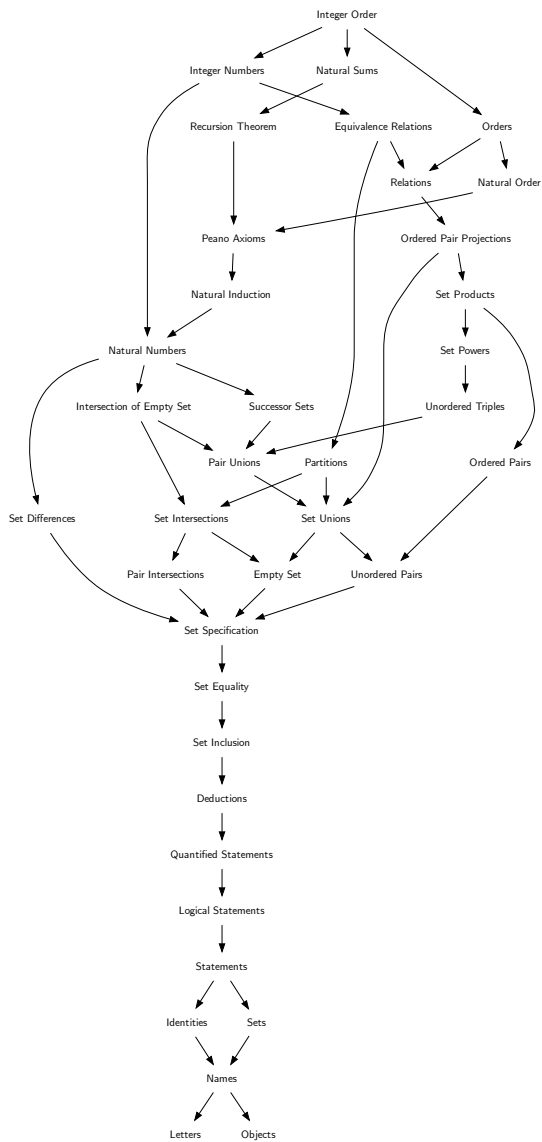 Integer Order
Integer Numbers
Natural Sums
Recursion Theorem
Equivalence Relations
Orders
Relations
Natural Order
Peano Axioms
Ordered Pair Projections
Natural Induction
Set Products
Natural Numbers
Set Powers
Intersection of Empty Set
Successor Sets
Unordered Triples
Pair Unions
Partitions
Ordered Pairs
Set Differences
Set Intersections
Set Unions
Pair Intersections
Empty Set
Unordered Pairs
Set Specification
Set Equality
Set Inclusion
Deductions
Quantified Statements
Logical Statements
Statements
Identities
Sets
Names
Letters
Objects